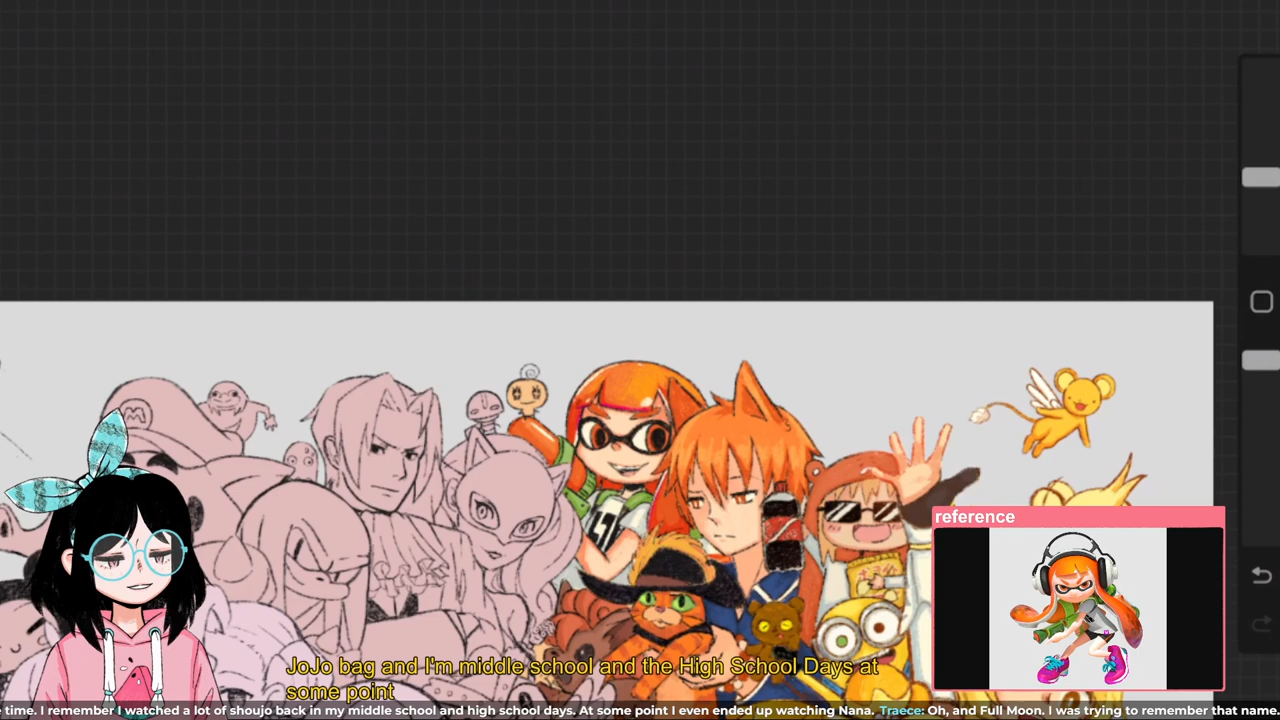 reference
JoJo bag and I'm middle school and the High School Days at
some point
time. I remember I watched a lot of shoujo back in my middle school and high school days. At some point I even ended up watching Nana. Traece: Oh, and Full Moon. I was trying to remember that name.